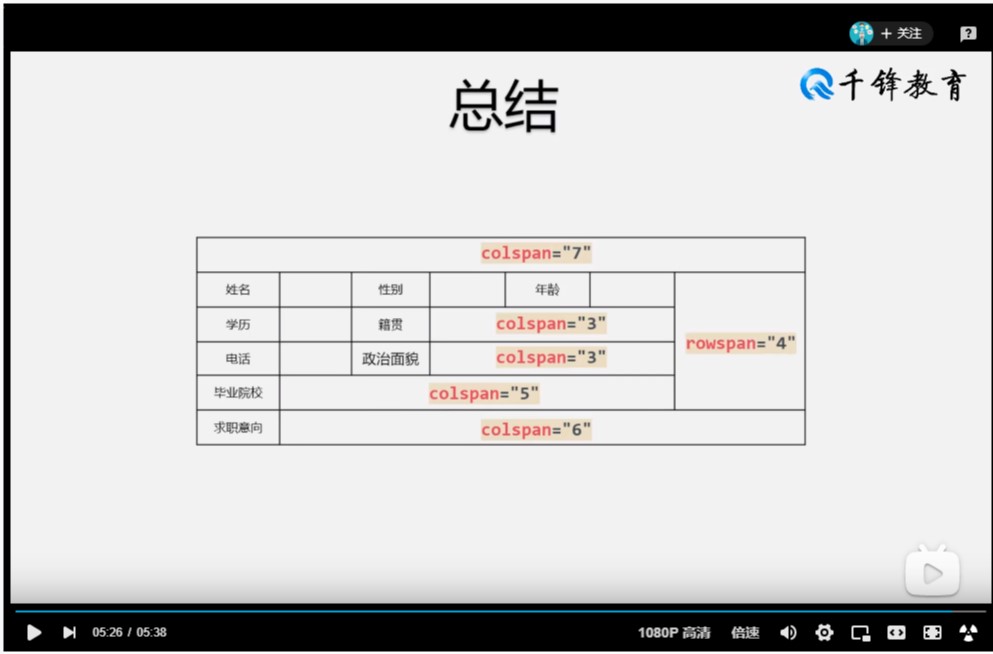 + 关注
千锋教育
总结
colspan="7"
姓名 性别 年龄
学历 籍贯 colspan="3"
rowspan="4"
电话 政治面貌 colspan="3"
毕业院校 colspan="5"
求职意向 colspan="6"
05:26 / 05:38 1080P 高清 倍速